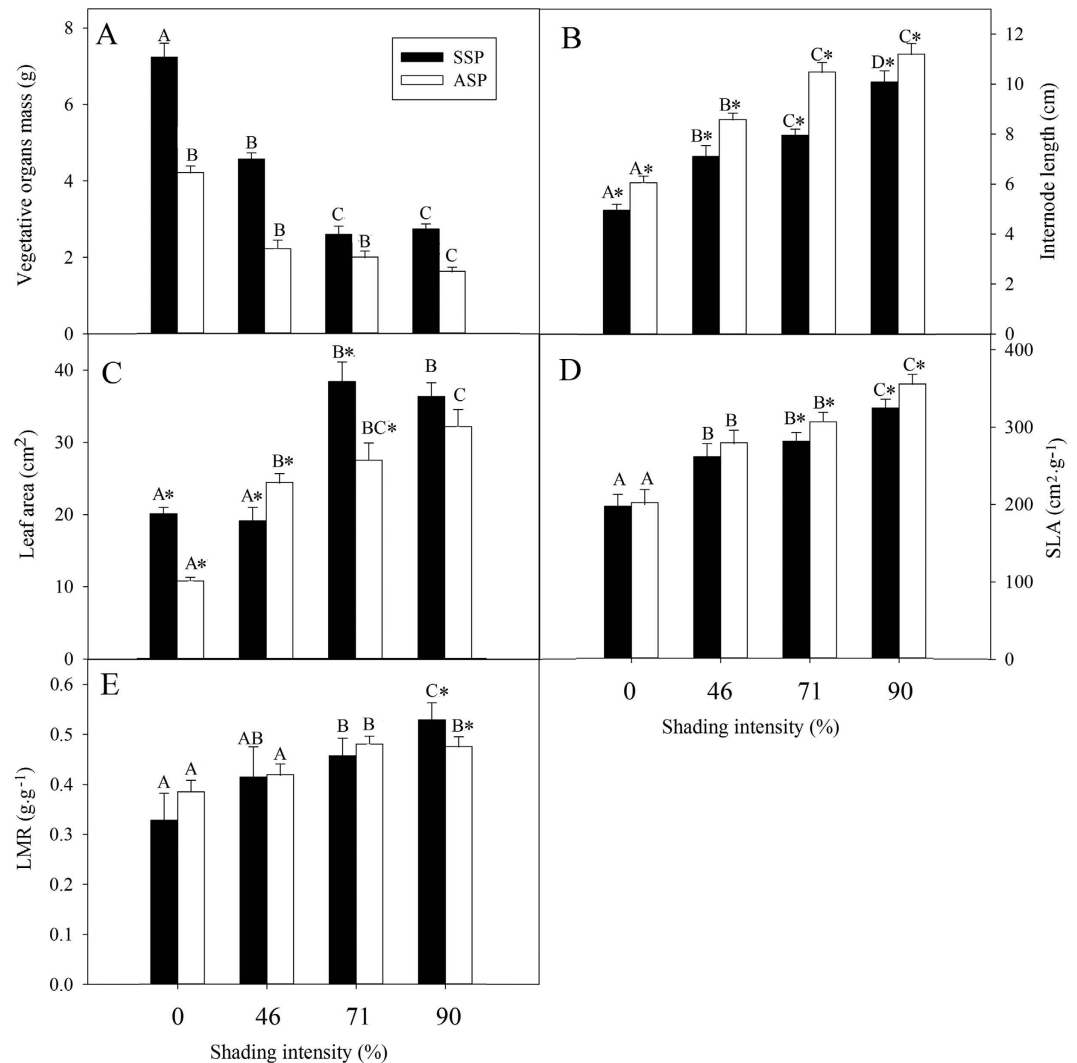 A
SSP
ASP
Vegetative organs mass (g)
8
6
4
2
0
A
B
B
B
C
B
C
C
B
Internode length (cm)
12
10
8
6
4
2
0
A*
A*
B*
B*
C*
C*
D*
C*
C
Leaf area (cm²)
40
30
20
10
0
A*
A*
A*
B*
B*
BC*
B
C
D
SLA (cm²·g⁻¹)
400
300
200
100
0
A
A
B
B
B*
B*
C*
C*
0 46 71 90
Shading intensity (%)
E
LMR (g·g⁻¹)
0.6
0.5
0.4
0.3
0.2
0.1
0.0
A
A
AB
A
B
B
C*
B*
0 46 71 90
Shading intensity (%)